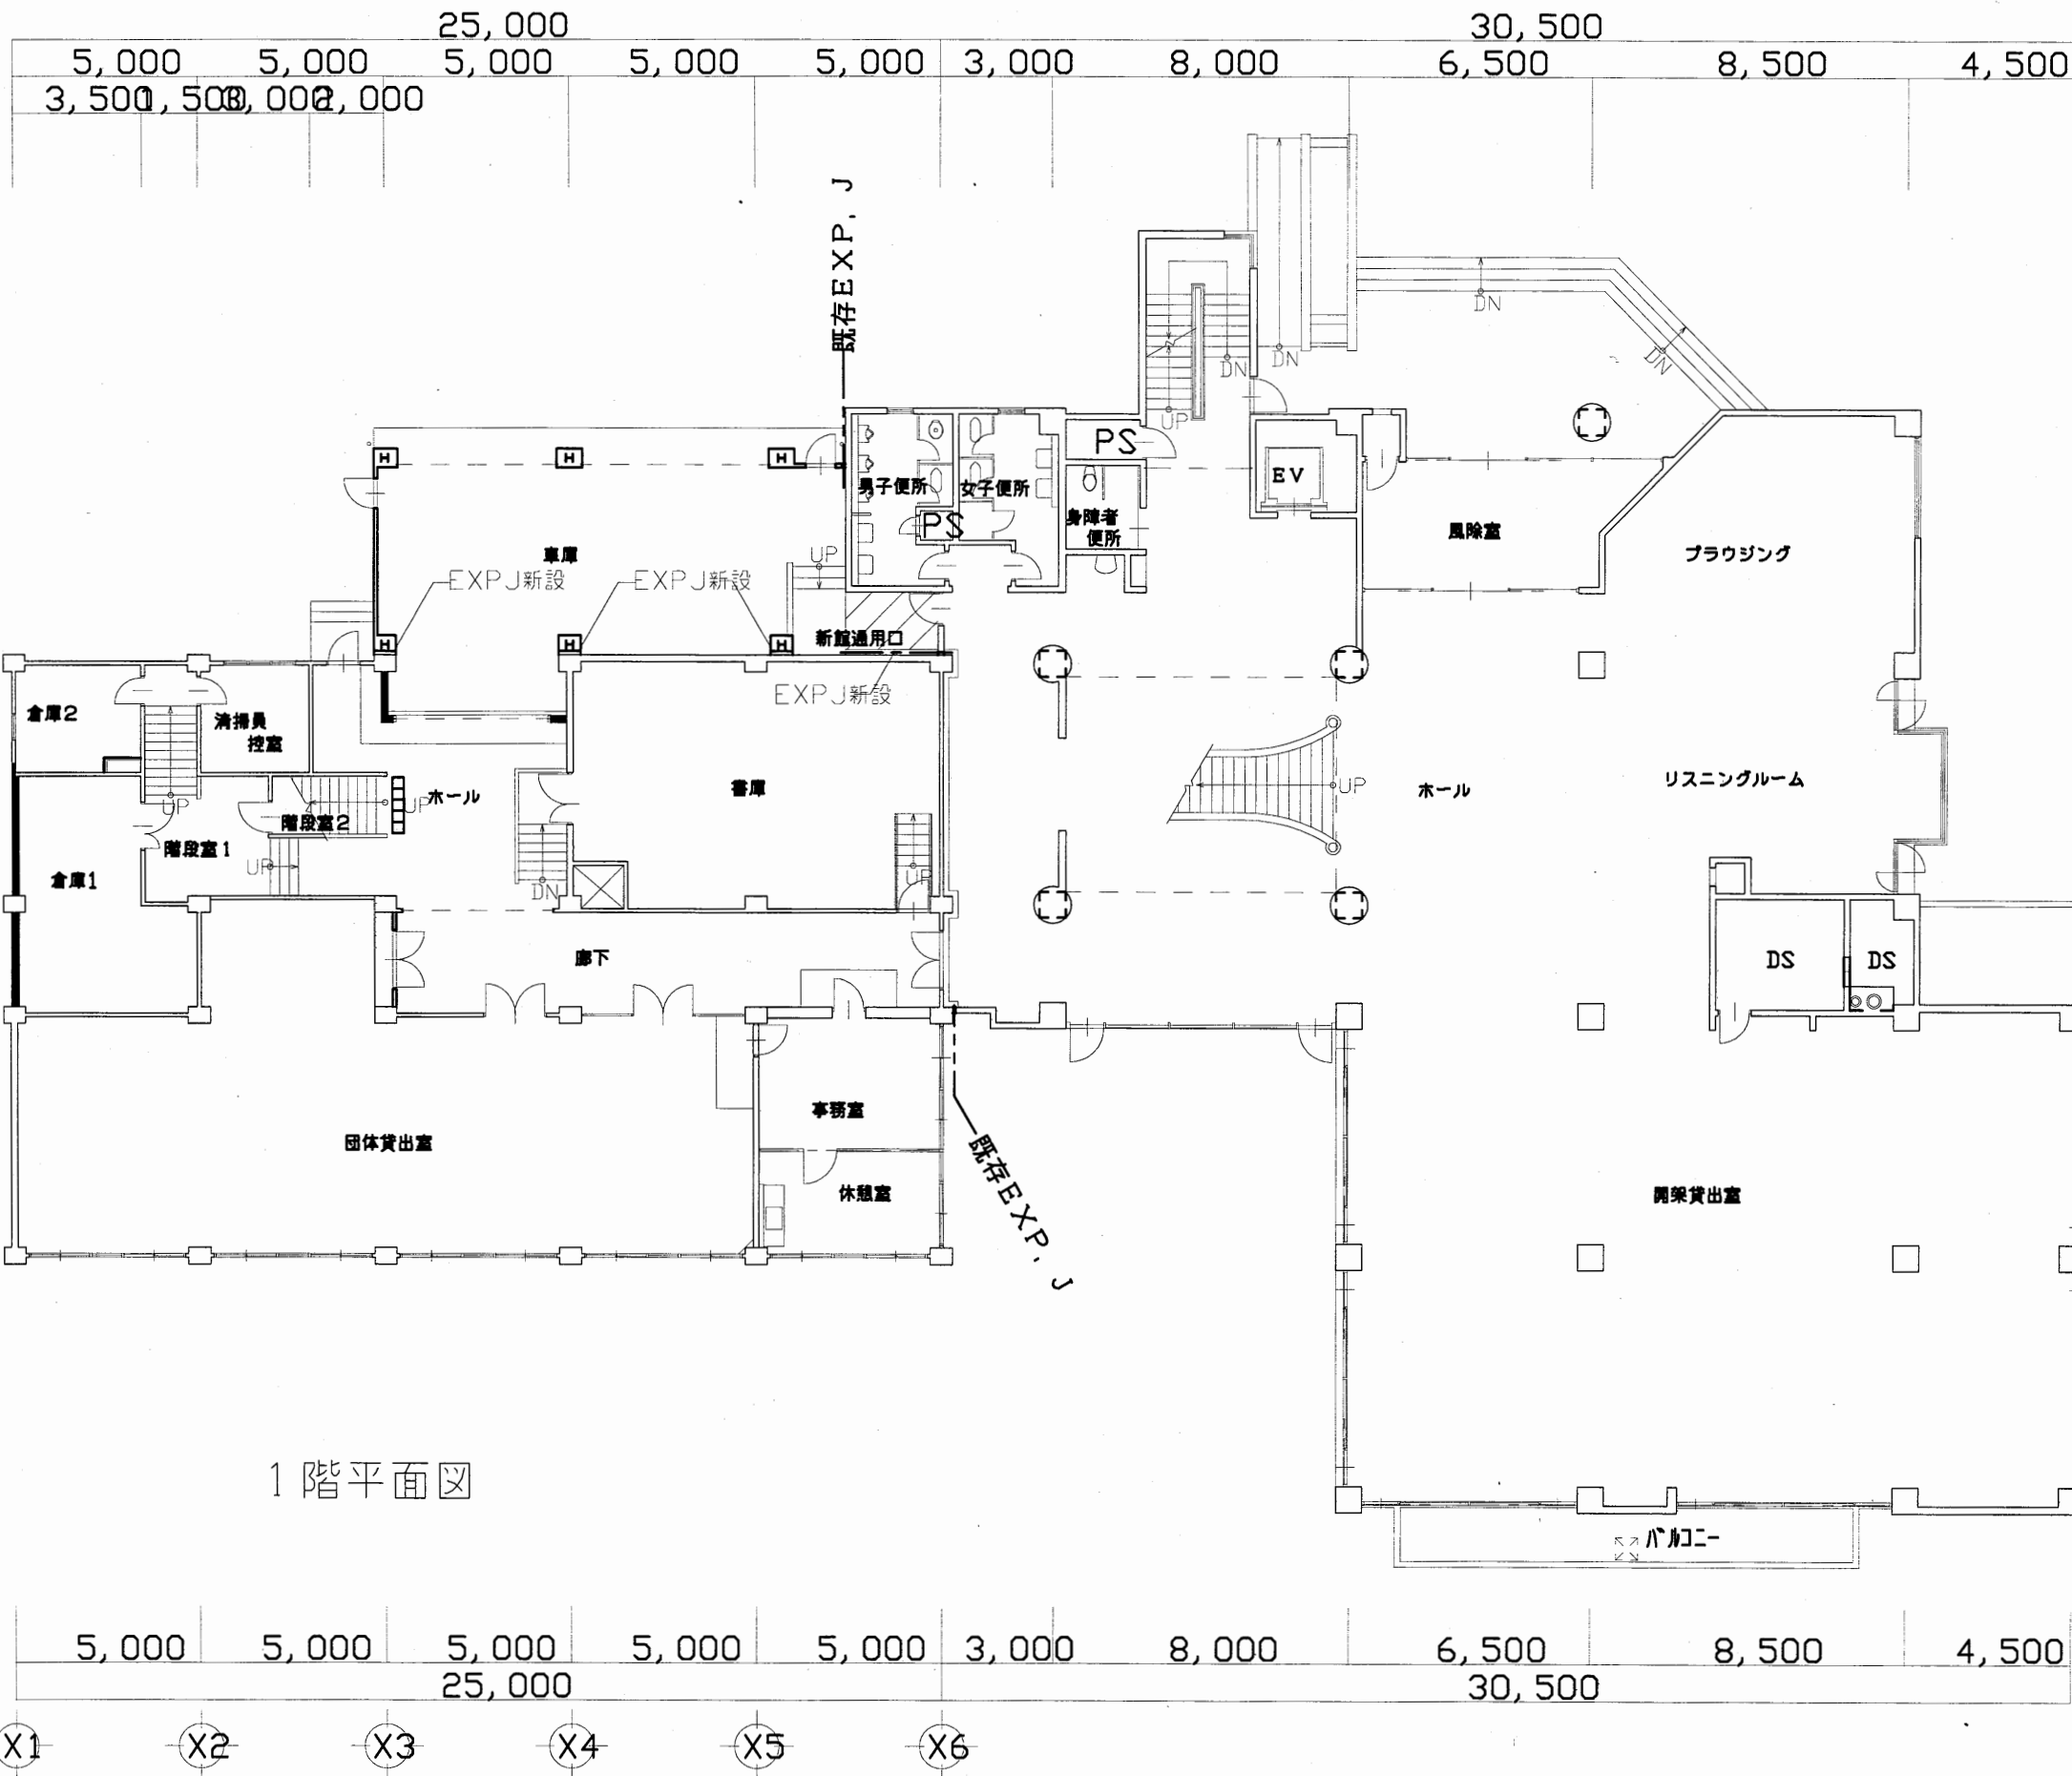 25,000 30,500
5,000 5,000 5,000 5,000 5,000 3,000 8,000 6,500 8,500 4,500
3,500 1,500 3,000 2,000
既存EXP.J
DN
DN
DN
DN
UP
PS
EV
男子便所
女子便所
PS
身障者
便所
風除室
ブラウジング
車庫
UP
EXPJ新設
EXPJ新設
新館通用口
EXPJ新設
倉庫2
清掃員
控室
UP
階段室2
UP
ホール
書庫
UP
ホール
リスニングルーム
階段室1
UP
倉庫1
DN
UP
廊下
DS
DS
事務室
団体貸出室
休憩室
既存EXP.J
開架貸出室
1階平面図
バルコニー
5,000 5,000 5,000 5,000 5,000 3,000 8,000 6,500 8,500 4,500
25,000 30,500
X1 X2 X3 X4 X5 X6